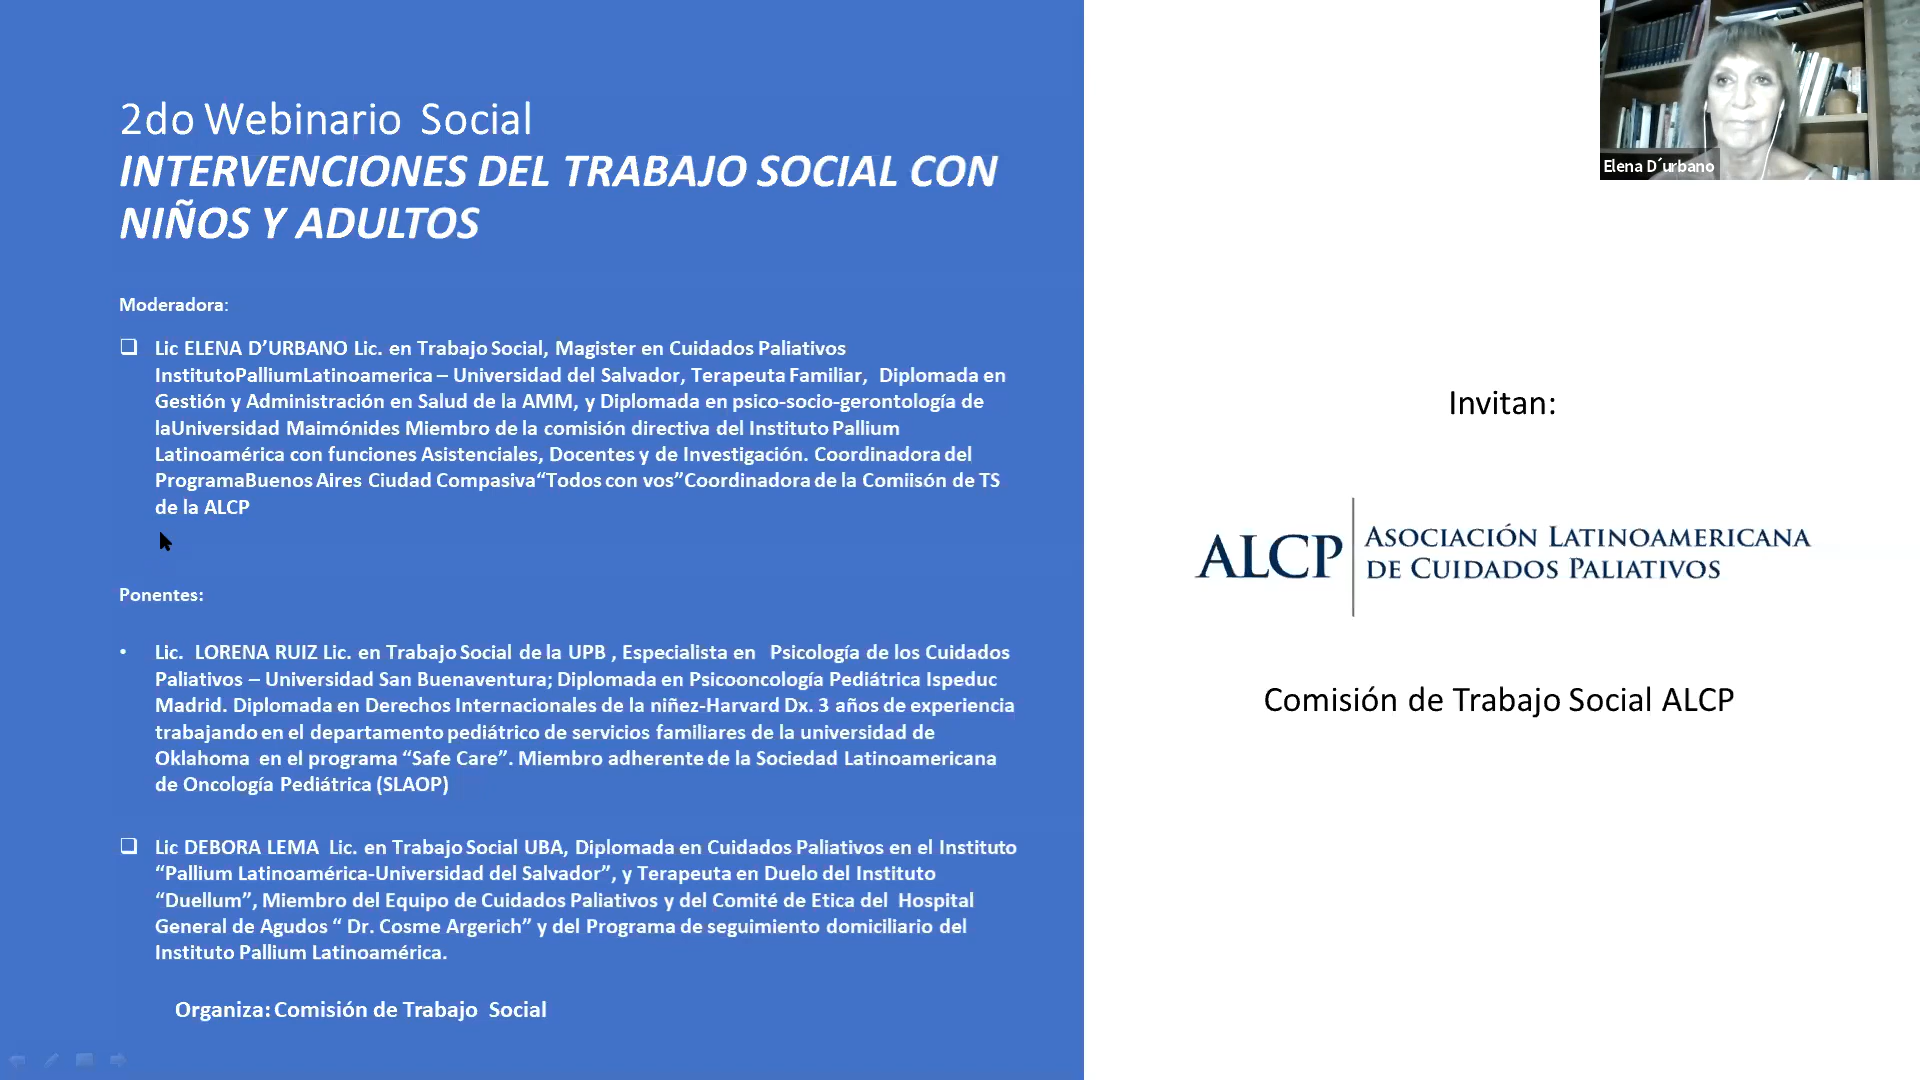 2do Webinario Social
INTERVENCIONES DEL TRABAJO SOCIAL CON
NIÑOS Y ADULTOS
Moderadora:
Lic ELENA D’URBANO Lic. en Trabajo Social, Magister en Cuidados Paliativos
InstitutoPalliumLatinoamerica – Universidad del Salvador, Terapeuta Familiar, Diplomada en
Gestión y Administración en Salud de la AMM, y Diplomada en psico-socio-gerontología de
laUniversidad Maimónides Miembro de la comisión directiva del Instituto Pallium
Latinoamérica con funciones Asistenciales, Docentes y de Investigación. Coordinadora del
ProgramaBuenos Aires Ciudad Compasiva“Todos con vos”Coordinadora de la Comiisón de TS
de la ALCP
Ponentes:
• Lic. LORENA RUIZ Lic. en Trabajo Social de la UPB , Especialista en Psicología de los Cuidados
Paliativos – Universidad San Buenaventura; Diplomada en Psicooncología Pediátrica Ispeduc
Madrid. Diplomada en Derechos Internacionales de la niñez-Harvard Dx. 3 años de experiencia
trabajando en el departamento pediátrico de servicios familiares de la universidad de
Oklahoma en el programa “Safe Care”. Miembro adherente de la Sociedad Latinoamericana
de Oncología Pediátrica (SLAOP)
Lic DEBORA LEMA Lic. en Trabajo Social UBA, Diplomada en Cuidados Paliativos en el Instituto
“Pallium Latinoamérica-Universidad del Salvador”, y Terapeuta en Duelo del Instituto
“Duellum”, Miembro del Equipo de Cuidados Paliativos y del Comité de Etica del Hospital
General de Agudos “ Dr. Cosme Argerich” y del Programa de seguimiento domiciliario del
Instituto Pallium Latinoamérica.
Organiza: Comisión de Trabajo Social
Elena D´urbano
Invitan:
ALCP
ASOCIACIÓN LATINOAMERICANA
DE CUIDADOS PALIATIVOS
Comisión de Trabajo Social ALCP